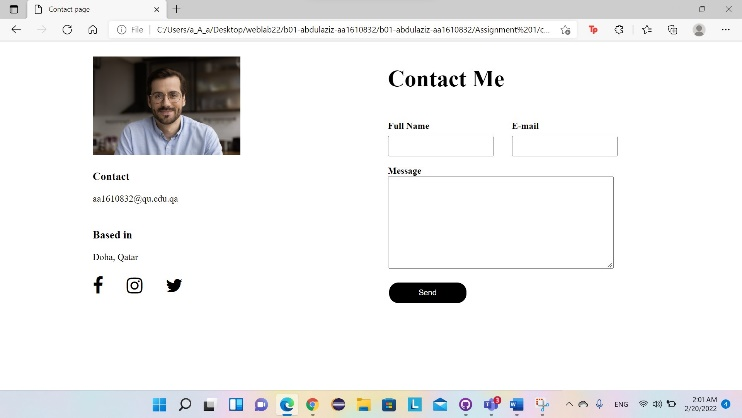 Contact page
File
C:/Users/a_A_a/Desktop/weblab22/b01-abdulaziz-aa1610832/b01-abdulaziz-aa1610832/Assignment%201/c...
Tp
Contact Me
Full Name
E-mail
Message
Send
Contact
aa1610832@qu.edu.qa
Based in
Doha, Qatar
L
W
ENG
2:01 AM
2/20/2022
4